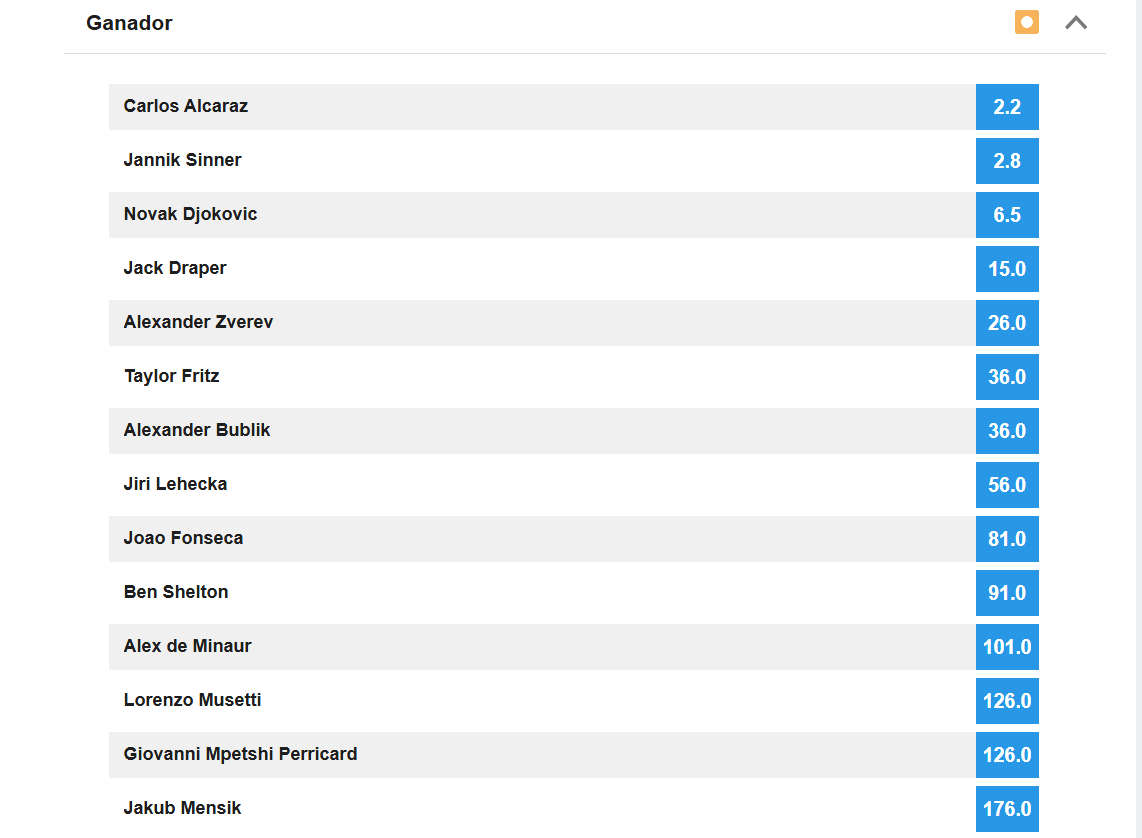 Ganador
Carlos Alcaraz 2.2
Jannik Sinner 2.8
Novak Djokovic 6.5
Jack Draper 15.0
Alexander Zverev 26.0
Taylor Fritz 36.0
Alexander Bublik 36.0
Jiri Lehecka 56.0
Joao Fonseca 81.0
Ben Shelton 91.0
Alex de Minaur 101.0
Lorenzo Musetti 126.0
Giovanni Mpetshi Perricard 126.0
Jakub Mensik 176.0